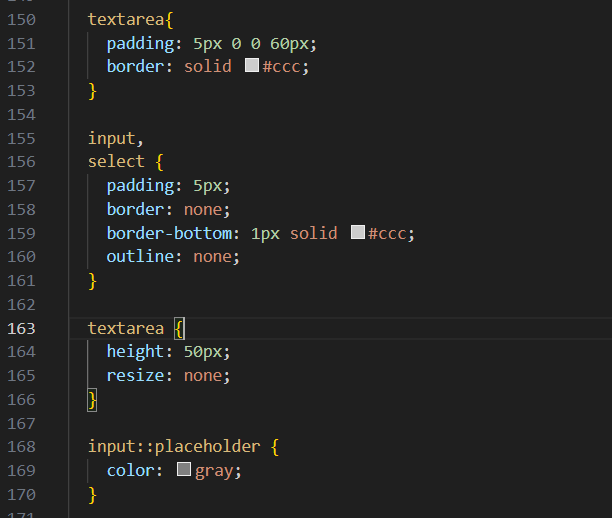 150 textarea{
151 padding: 5px 0 0 60px;
152 border: solid #ccc;
153 }
154
155 input,
156 select {
157 padding: 5px;
158 border: none;
159 border-bottom: 1px solid #ccc;
160 outline: none;
161 }
162
163 textarea {
164 height: 50px;
165 resize: none;
166 }
167
168 input::placeholder {
169 color: gray;
170 }
171